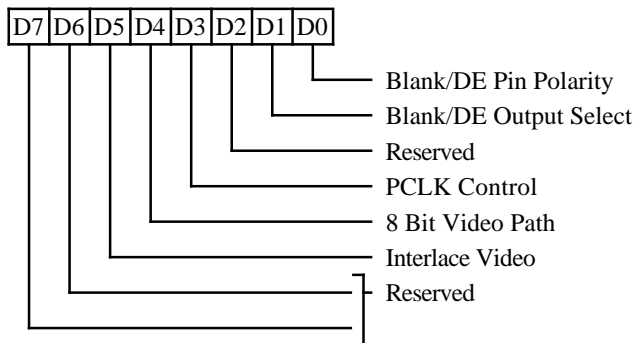 D7 D6 D5 D4 D3 D2 D1 D0
Blank/DE Pin Polarity
Blank/DE Output Select
Reserved
PCLK Control
8 Bit Video Path
Interlace Video
Reserved